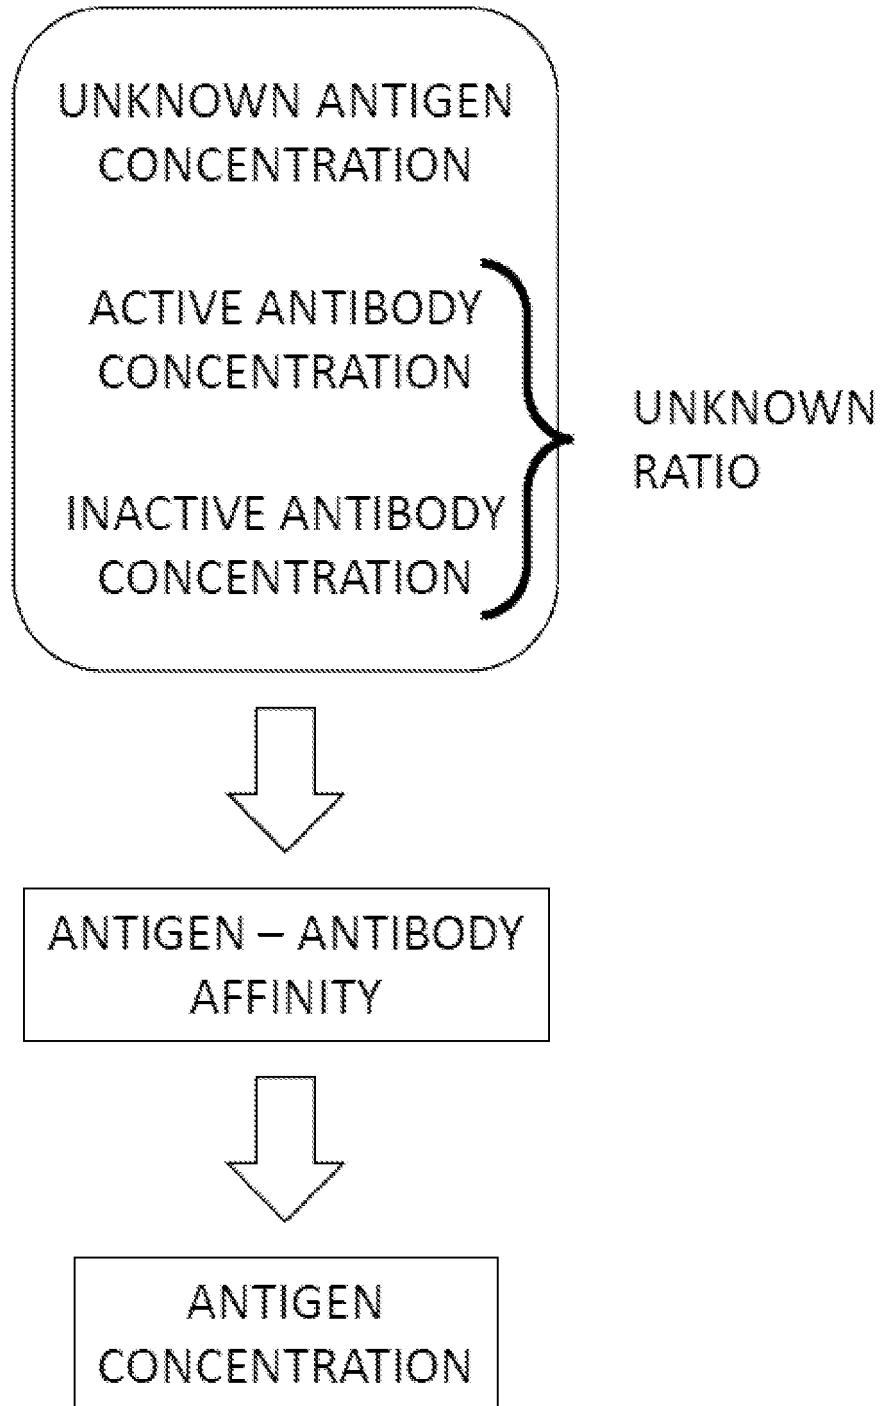 UNKNOWN ANTIGEN
CONCENTRATION
ACTIVE ANTIBODY
CONCENTRATION
INACTIVE ANTIBODY
CONCENTRATION
UNKNOWN
RATIO
ANTIGEN – ANTIBODY
AFFINITY
ANTIGEN
CONCENTRATION